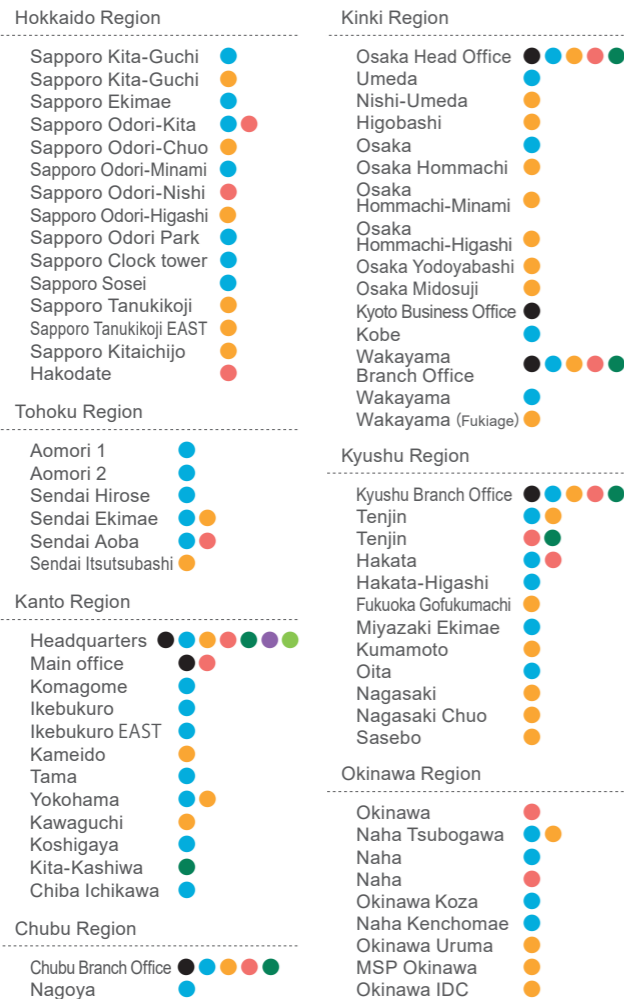 Hokkaido Region
Sapporo Kita-Guchi
Sapporo Kita-Guchi
Sapporo Ekimae
Sapporo Odori-Kita
Sapporo Odori-Chuo
Sapporo Odori-Minami
Sapporo Odori-Nishi
Sapporo Odori-Higashi
Sapporo Odori Park
Sapporo Clock tower
Sapporo Sosei
Sapporo Tanukikoji
Sapporo Tanukikoji EAST
Sapporo Kitaichijo
Hakodate
Tohoku Region
Aomori 1
Aomori 2
Sendai Hirose
Sendai Ekimae
Sendai Aoba
Sendai Itsutsubashi
Kanto Region
Headquarters
Main office
Komagome
Ikebukuro
Ikebukuro EAST
Kameido
Tama
Yokohama
Kawaguchi
Koshigaya
Kita-Kashiwa
Chiba Ichikawa
Chubu Region
Chubu Branch Office
Nagoya
Kinki Region
Osaka Head Office
Umeda
Nishi-Umeda
Higobashi
Osaka
Osaka Hommachi
Osaka
Hommachi-Minami
Osaka
Hommachi-Higashi
Osaka Yodoyabashi
Osaka Midosuji
Kyoto Business Office
Kobe
Wakayama
Branch Office
Wakayama
Wakayama (Fukiage)
Kyushu Region
Kyushu Branch Office
Tenjin
Tenjin
Hakata
Hakata-Higashi
Fukuoka Gofukumachi
Miyazaki Ekimae
Kumamoto
Oita
Nagasaki
Nagasaki Chuo
Sasebo
Okinawa Region
Okinawa
Naha Tsubogawa
Naha
Naha
Okinawa Koza
Naha Kenchomae
Okinawa Uruma
MSP Okinawa
Okinawa IDC